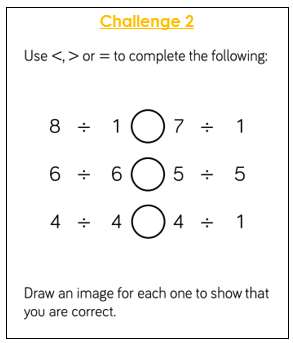 Challenge 2
Use <, > or = to complete the following:
8 ÷ 1 ◯ 7 ÷ 1
6 ÷ 6 ◯ 5 ÷ 5
4 ÷ 4 ◯ 4 ÷ 1
Draw an image for each one to show that
you are correct.